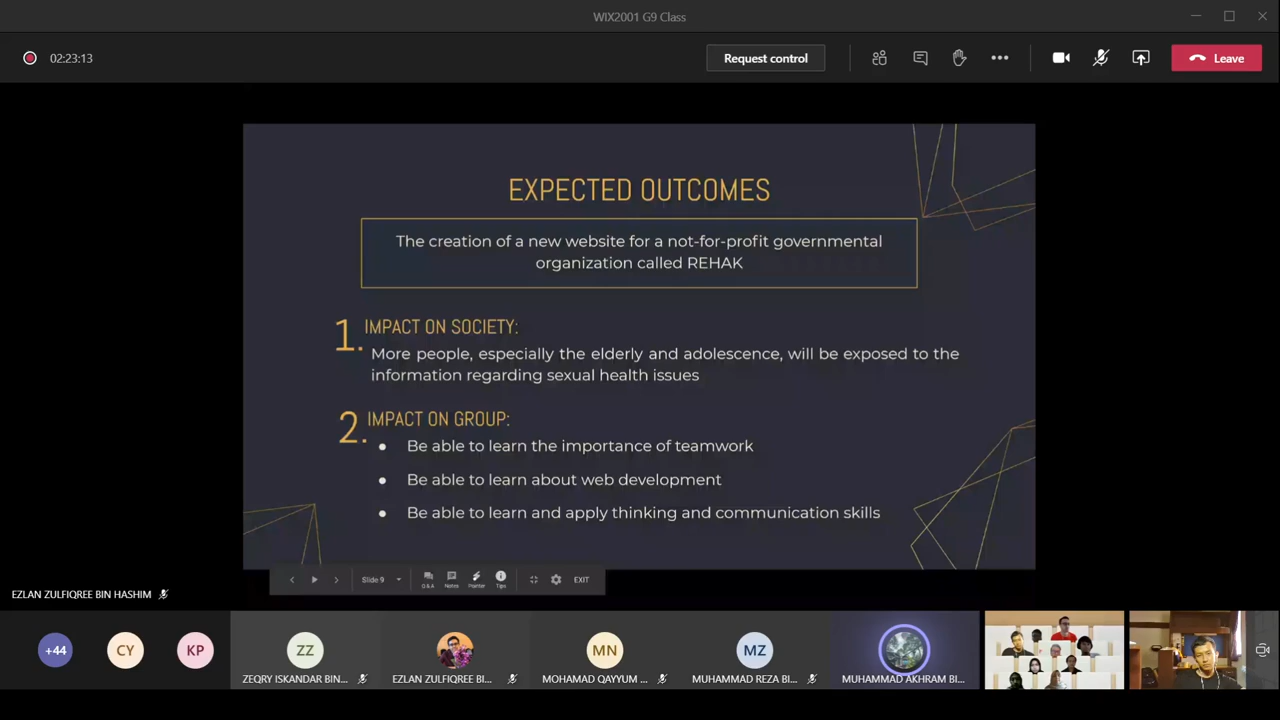 WIX2001 G9 Class
02:23:13
Request control
Leave
EXPECTED OUTCOMES
The creation of a new website for a not-for-profit governmental
organization called REHAK
1. IMPACT ON SOCIETY:
More people, especially the elderly and adolescence, will be exposed to the
information regarding sexual health issues
2. IMPACT ON GROUP:
● Be able to learn the importance of teamwork
● Be able to learn about web development
● Be able to learn and apply thinking and communication skills
Slide 9
Q&A
Notes
Pointer
Tips
EXIT
EZLAN ZULFIQREE BIN HASHIM
+44
CY
KP
ZZ
MN
MZ
ZEQRY ISKANDAR BIN...
EZLAN ZULFIQREE BI...
MOHAMAD QAYYUM ...
MUHAMMAD REZA BI...
MUHAMMAD AKHRAM BI...